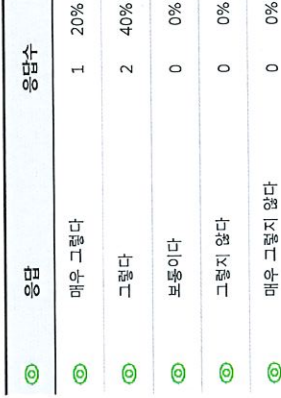 응답 응답수
매우 그렇다 1 20%
그렇다 2 40%
보통이다 0 0%
그렇지 않다 0 0%
매우 그렇지 않다 0 0%